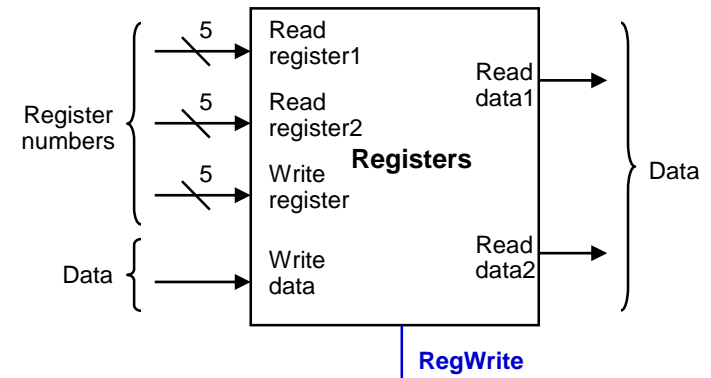 Register
numbers
Data
5
5
5
Read
register1
Read
register2
Write
register
Write
data
Registers
Read
data1
Read
data2
Data
RegWrite